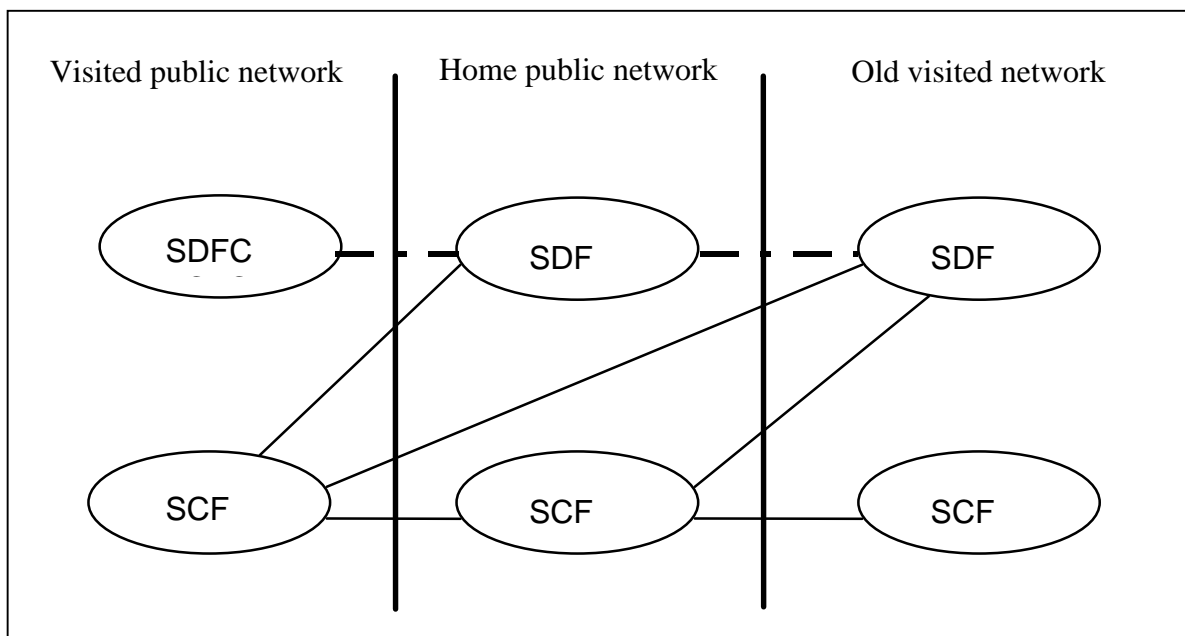 Visited public network
Home public network
Old visited network
SDFC
SDF
SDF
SCF
SCF
SCF